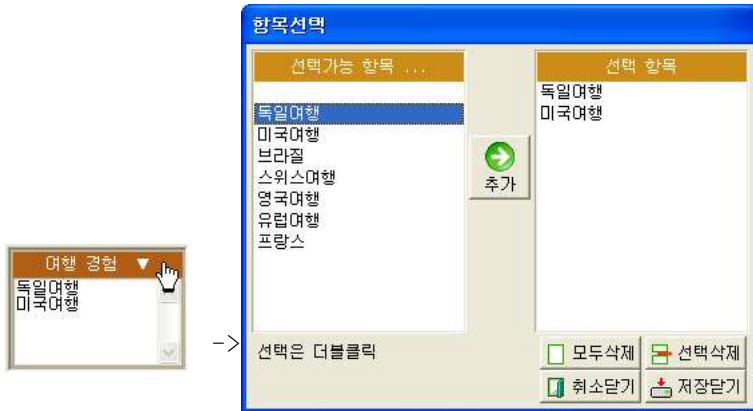 항목선택
선택가능 항목 ...
독일여행
미국여행
브라질
스위스여행
영국여행
유럽여행
프랑스
추가
선택 항목
독일여행
미국여행
여행 경험 ▼
독일여행
미국여행
->
선택은 더블클릭
모두삭제
선택삭제
취소닫기
저장닫기